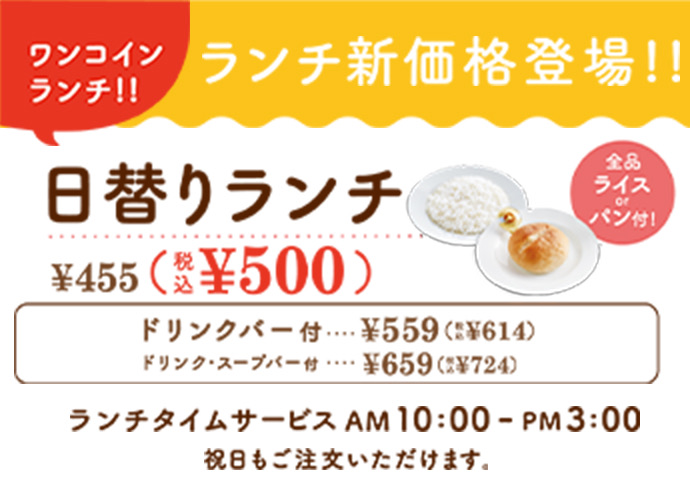 ワンコイン
ランチ!!
ランチ新価格登場!!
日替りランチ
全品
ライス
or
パン付!
¥455(税込¥500)
ドリンクバー付‥‥¥559(税込¥614)
ドリンク・スープバー付‥‥¥659(税込¥724)
ランチタイムサービス AM 10:00 − PM 3:00
祝日もご注文いただけます。